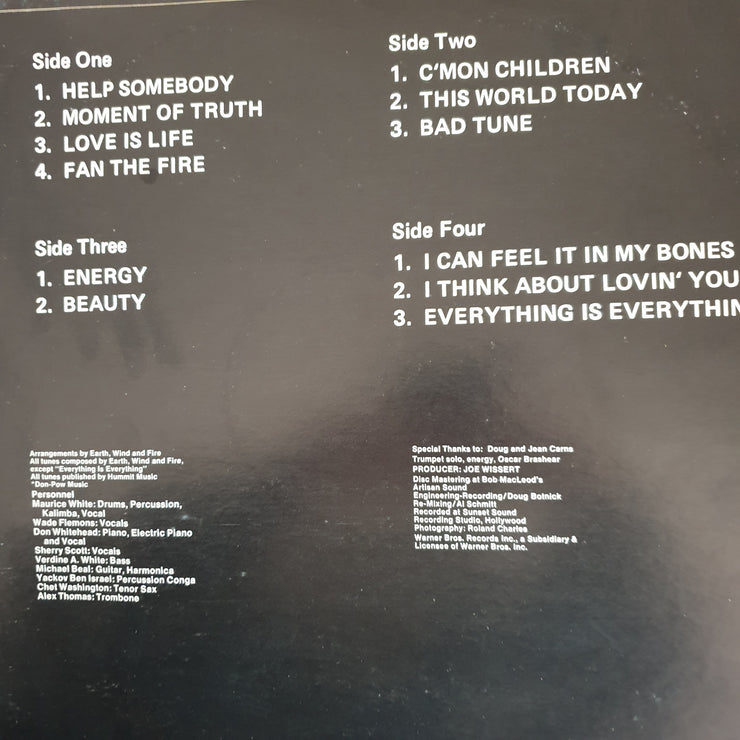 Side One
1. HELP SOMEBODY
2. MOMENT OF TRUTH
3. LOVE IS LIFE
4. FAN THE FIRE
Side Two
1. C'MON CHILDREN
2. THIS WORLD TODAY
3. BAD TUNE
Side Three
1. ENERGY
2. BEAUTY
Side Four
1. I CAN FEEL IT IN MY BONES
2. I THINK ABOUT LOVIN' YOU
3. EVERYTHING IS EVERYTHIN
Arrangements by Earth, Wind and Fire
All tunes composed by Earth, Wind and Fire,
except "Everything Is Everything"
All tunes published by Hummit Music
*Don-Pow Music
Personnel
Maurice White: Drums, Percussion,
Kalimba, Vocal
Wade Flemons: Vocals
Don Whitehead: Piano, Electric Piano
and Vocal
Sherry Scott: Vocals
Verdine A. White: Bass
Michael Beal: Guitar, Harmonica
Yackov Ben Israel: Percussion Conga
Chet Washington: Tenor Sax
Alex Thomas: Trombone
Special Thanks to: Doug and Jean Carns
Trumpet solo, energy, Oscar Brashear
PRODUCER: JOE WISSERT
Disc Mastering at Bob MacLeod's
Artisan Sound
Engineering-Recording/Doug Botnick
Re-Mixing/Al Schmitt
Recorded at Sunset Sound
Recording Studio, Hollywood
Photography: Roland Charles
Warner Bros. Records Inc., a Subsidiary &
Licensee of Warner Bros. Inc.